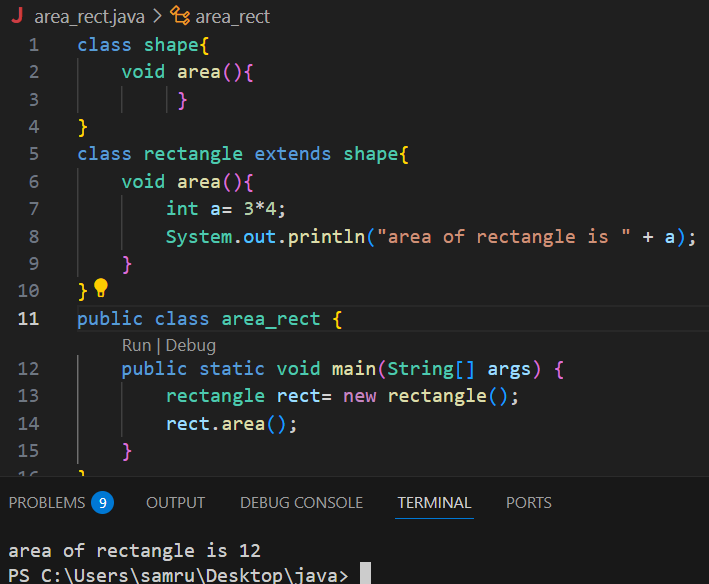 J area_rect.java > area_rect
1 class shape{
2     void area(){
3             }
4 }
5 class rectangle extends shape{
6     void area(){
7         int a= 3*4;
8         System.out.println("area of rectangle is " + a);
9     }
10 }
11 public class area_rect {
Run | Debug
12     public static void main(String[] args) {
13         rectangle rect= new rectangle();
14         rect.area();
15     }
16 }
PROBLEMS 9 OUTPUT DEBUG CONSOLE TERMINAL PORTS
area of rectangle is 12
PS C:\Users\samru\Desktop\java>